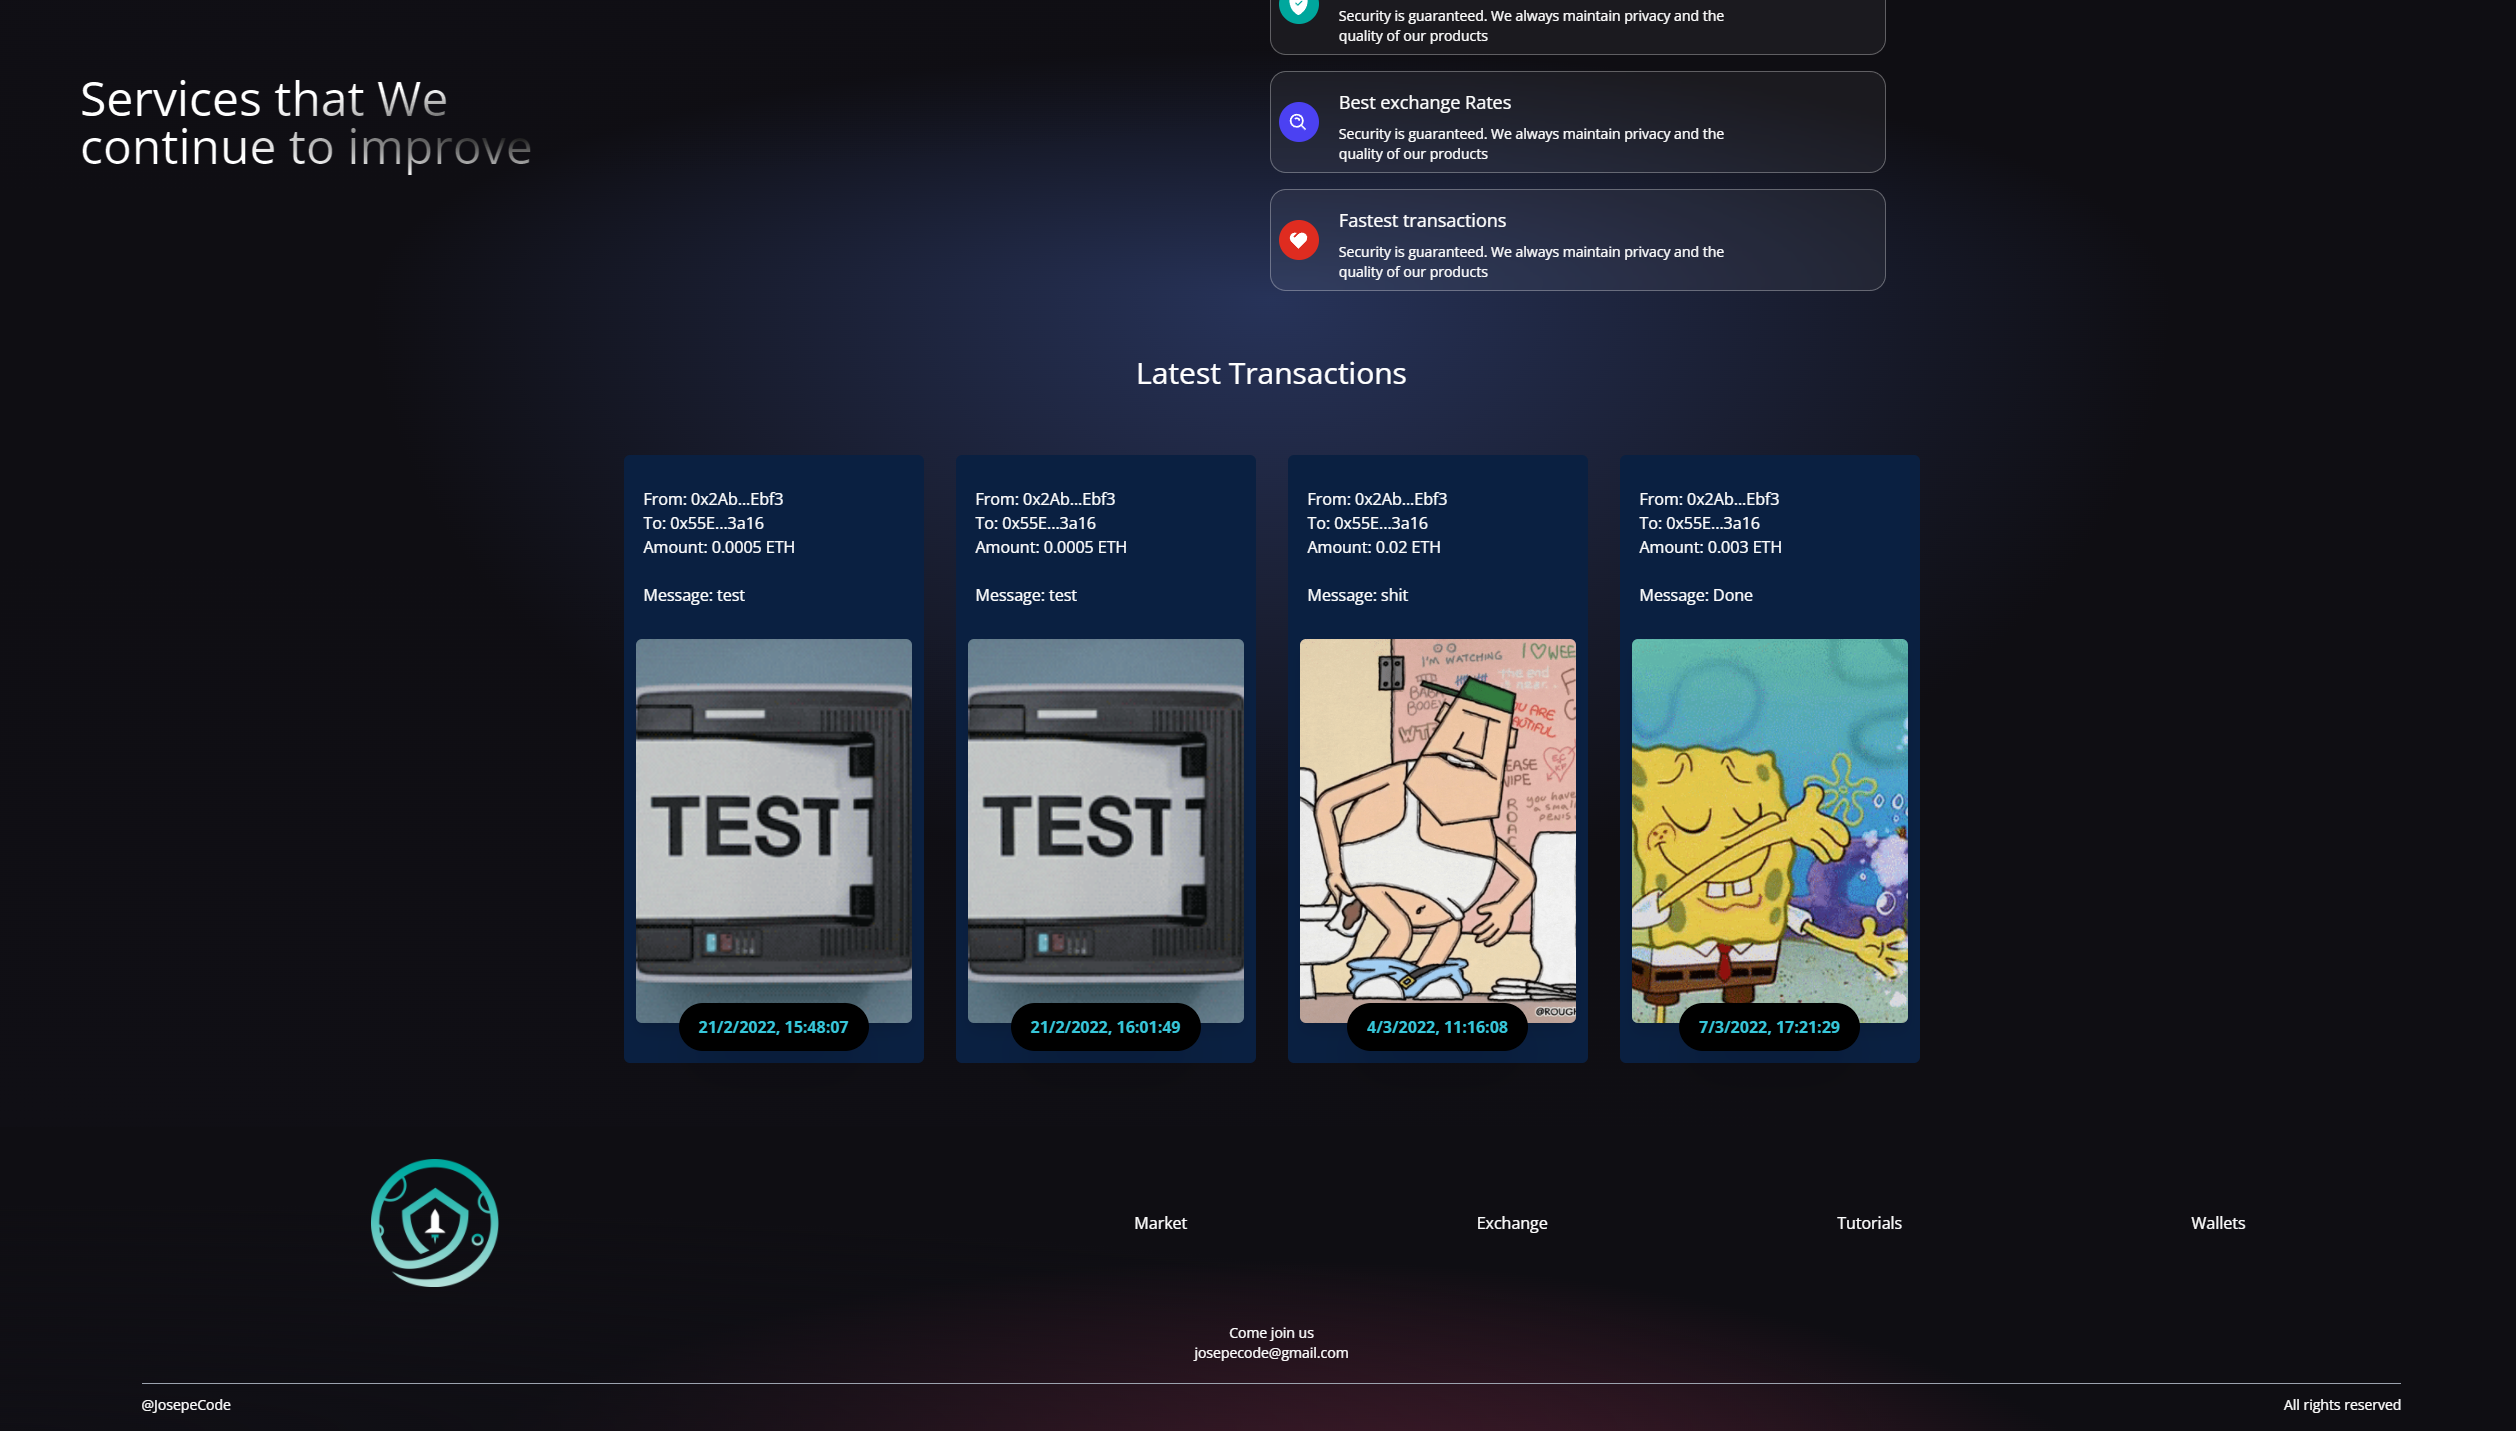 Security is guaranteed. We always maintain privacy and the
quality of our products
Services that We
continue to improve
Best exchange Rates
Security is guaranteed. We always maintain privacy and the
quality of our products
Fastest transactions
Security is guaranteed. We always maintain privacy and the
quality of our products
Latest Transactions
From: 0x2Ab...Ebf3
To: 0x55E...3a16
Amount: 0.0005 ETH
Message: test
TEST
21/2/2022, 15:48:07
From: 0x2Ab...Ebf3
To: 0x55E...3a16
Amount: 0.0005 ETH
Message: test
TEST
21/2/2022, 16:01:49
From: 0x2Ab...Ebf3
To: 0x55E...3a16
Amount: 0.02 ETH
Message: shit
I'M WATCHING
I♡WEE
the end
BOOEY
WTF
YOU ARE
you have
a small
penis
@ROUGH
4/3/2022, 11:16:08
From: 0x2Ab...Ebf3
To: 0x55E...3a16
Amount: 0.003 ETH
Message: Done
7/3/2022, 17:21:29
Market
Exchange
Tutorials
Wallets
Come join us
josepecode@gmail.com
@JosepeCode
All rights reserved